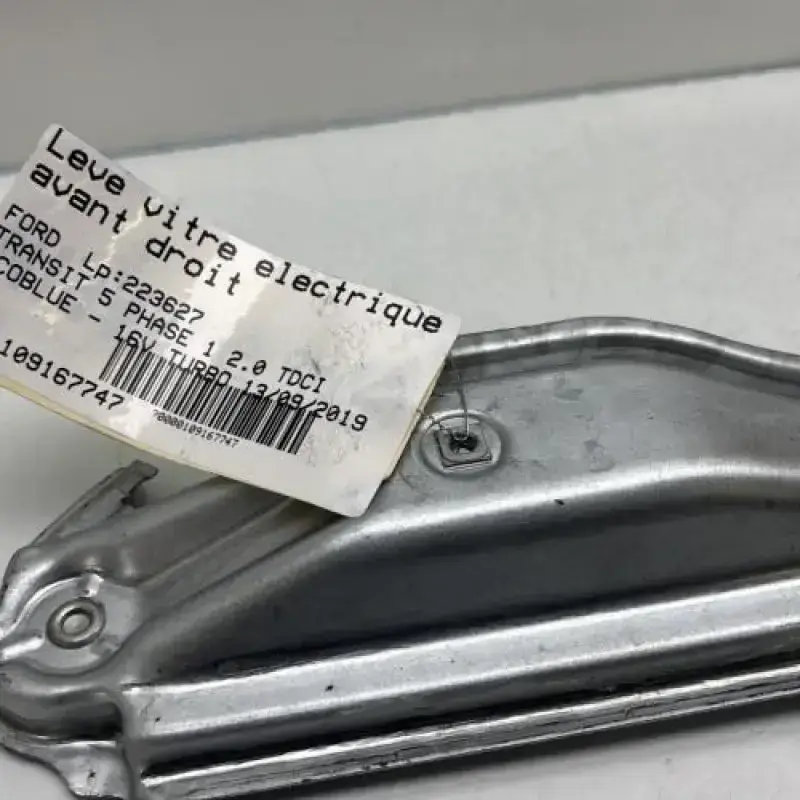 Leve vitre electrique
avant droit
FORD LP:223627
TRANSIT 5 PHASE 1 2.0 TDCI
COBLUE - 16V TURBO 13/09/2019
109167747
*0000109167747